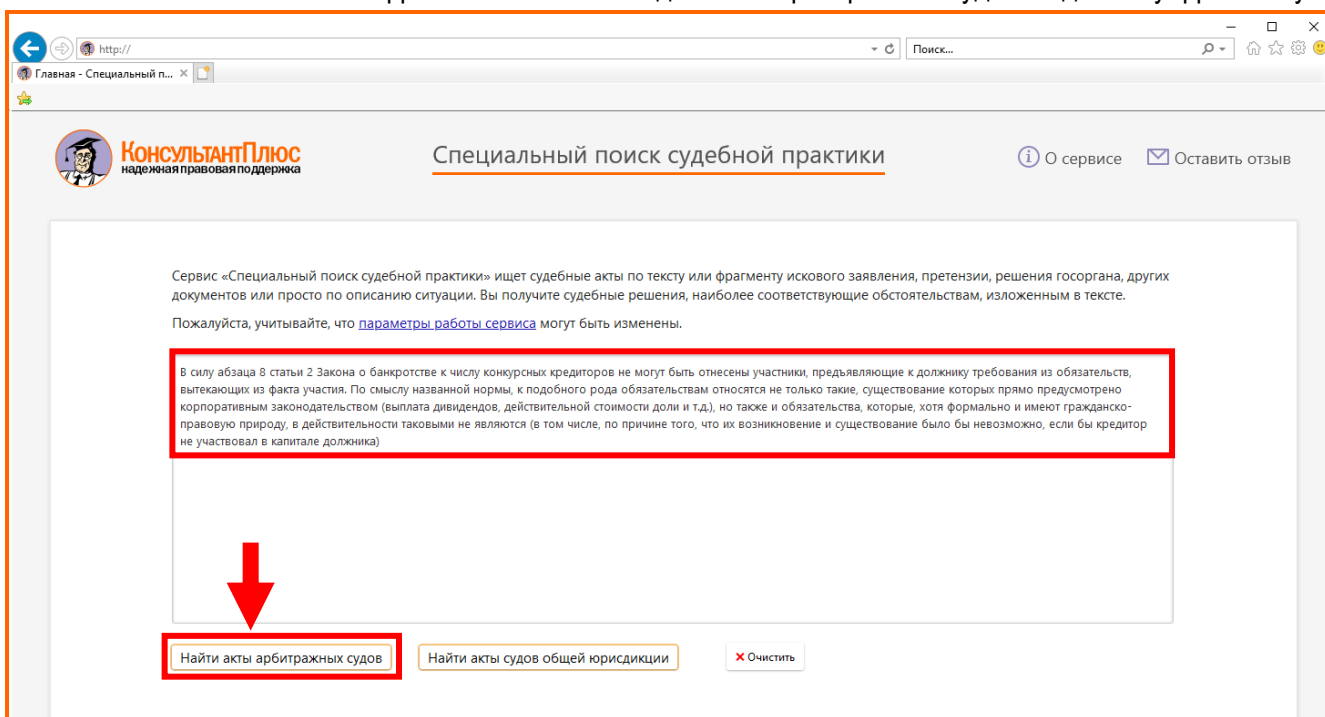 http://
Поиск...
Главная - Специальный п...
КонсультантПлюс
надежная правовая поддержка
Специальный поиск судебной практики
О сервисе
Оставить отзыв
Сервис «Специальный поиск судебной практики» ищет судебные акты по тексту или фрагменту искового заявления, претензии, решения госоргана, других
документов или просто по описанию ситуации. Вы получите судебные решения, наиболее соответствующие обстоятельствам, изложенным в тексте.
Пожалуйста, учитывайте, что параметры работы сервиса могут быть изменены.
В силу абзаца 8 статьи 2 Закона о банкротстве к числу конкурсных кредиторов не могут быть отнесены участники, предъявляющие к должнику требования из обязательств,
вытекающих из факта участия. По смыслу названной нормы, к подобного рода обязательствам относятся не только такие, существование которых прямо предусмотрено
корпоративным законодательством (выплата дивидендов, действительной стоимости доли и т.д.), но также и обязательства, которые, хотя формально и имеют гражданско-
правовую природу, в действительности таковыми не являются (в том числе, по причине того, что их возникновение и существование было бы невозможно, если бы кредитор
не участвовал в капитале должника)
Найти акты арбитражных судов
Найти акты судов общей юрисдикции
Очистить